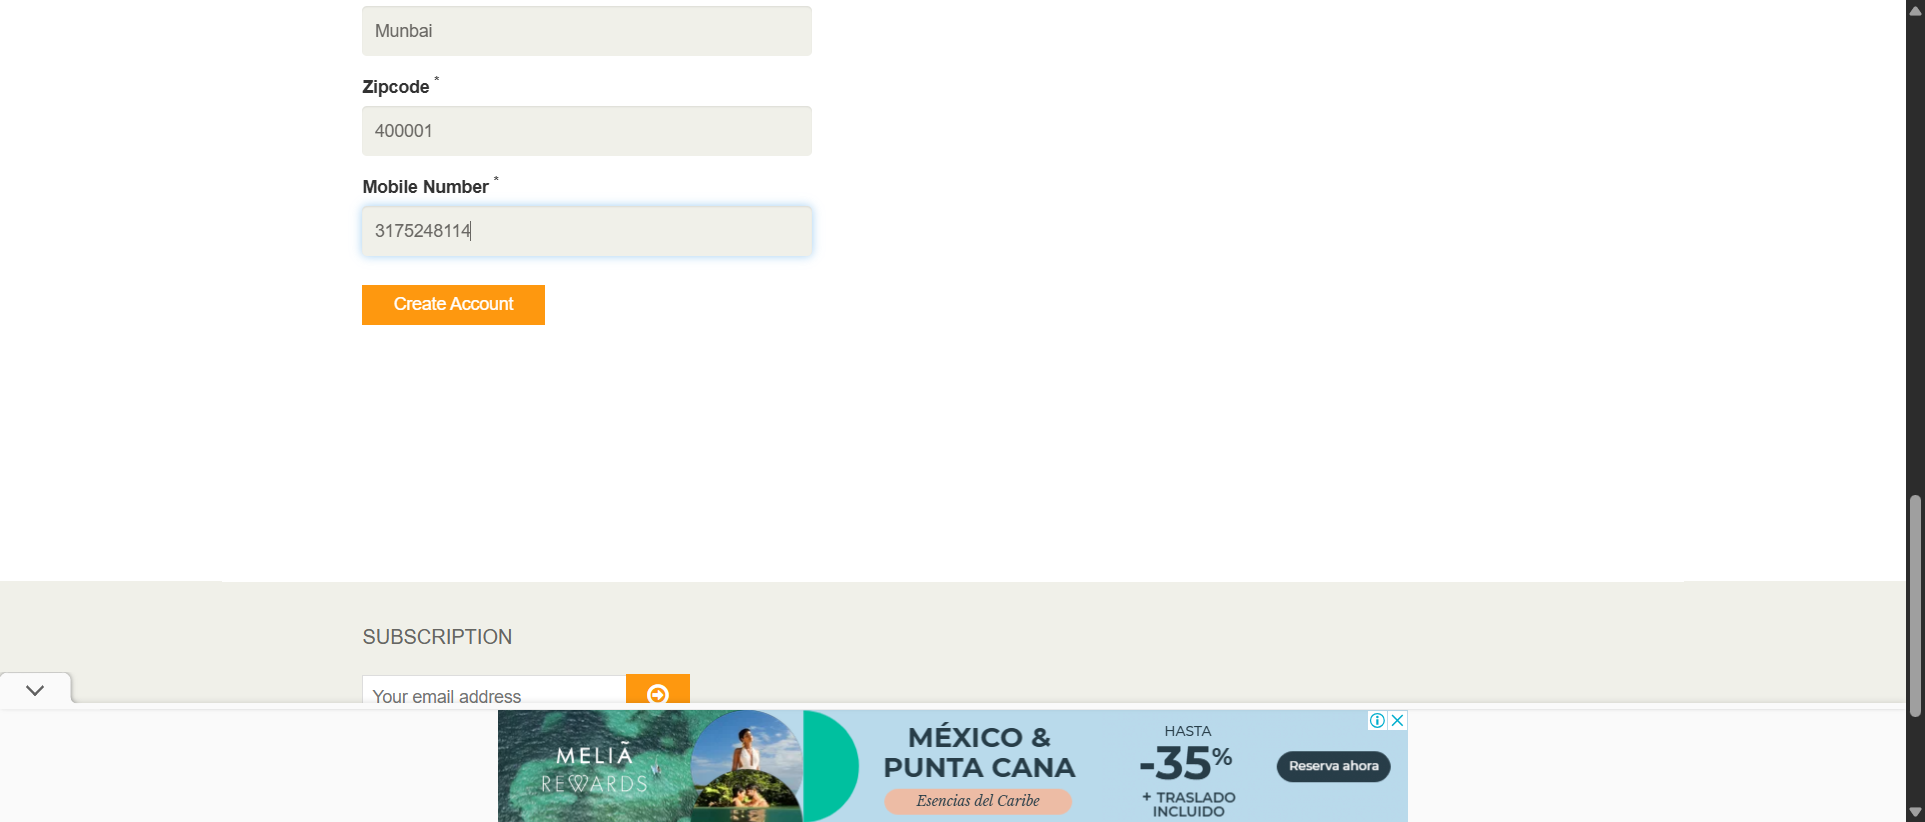 Munbai
Zipcode *
400001
Mobile Number *
3175248114
Create Account
SUBSCRIPTION
Your email address
MELIÃ
REWARDS
MÉXICO &
PUNTA CANA
Esencias del Caribe
HASTA
-35%
+ TRASLADO
INCLUIDO
Reserva ahora